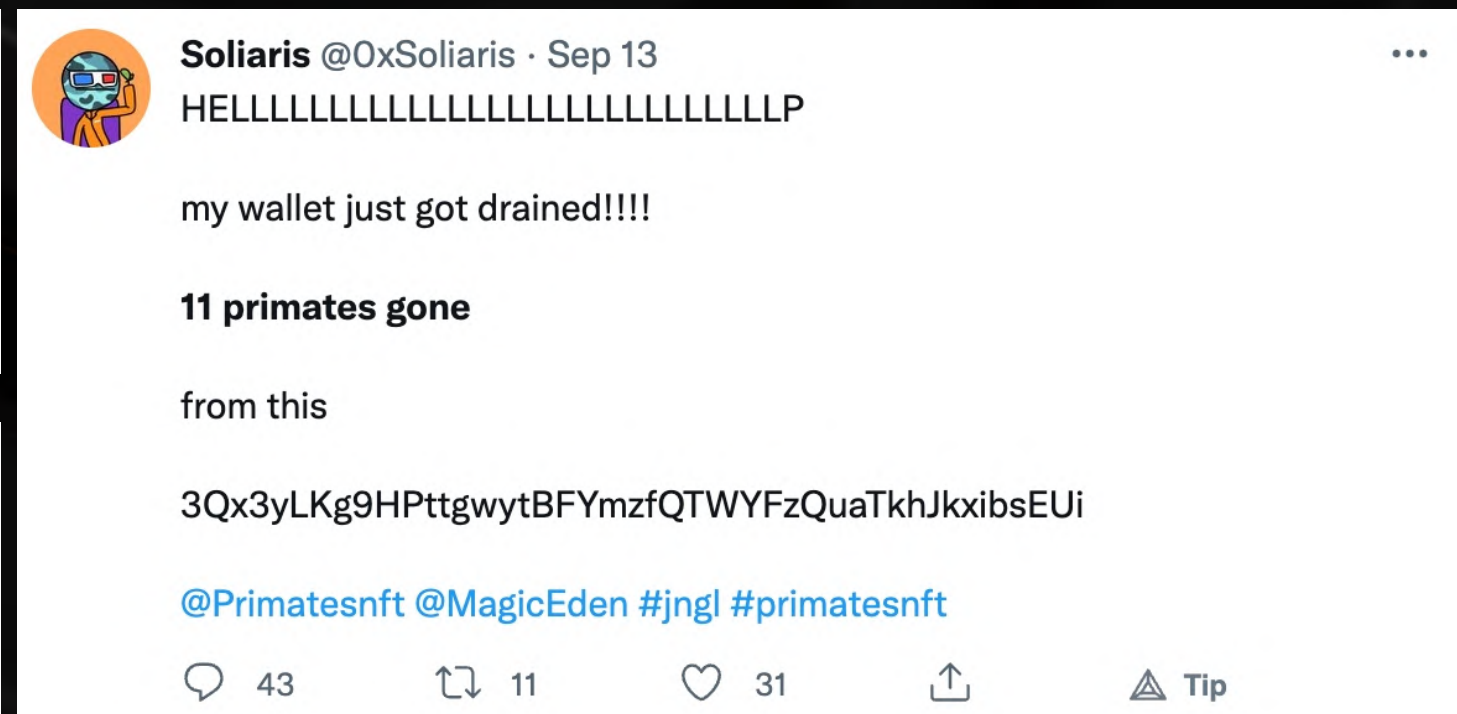 Soliaris @0xSoliaris · Sep 13
HELLLLLLLLLLLLLLLLLLLLLLLLLLLLP
my wallet just got drained!!!!
11 primates gone
from this
3Qx3yLKg9HPttgwytBFYmzfQTWYFzQuaTkhJkxibsEUi
@Primatesnft @MagicEden #jngl #primatesnft
43 11 31 Tip